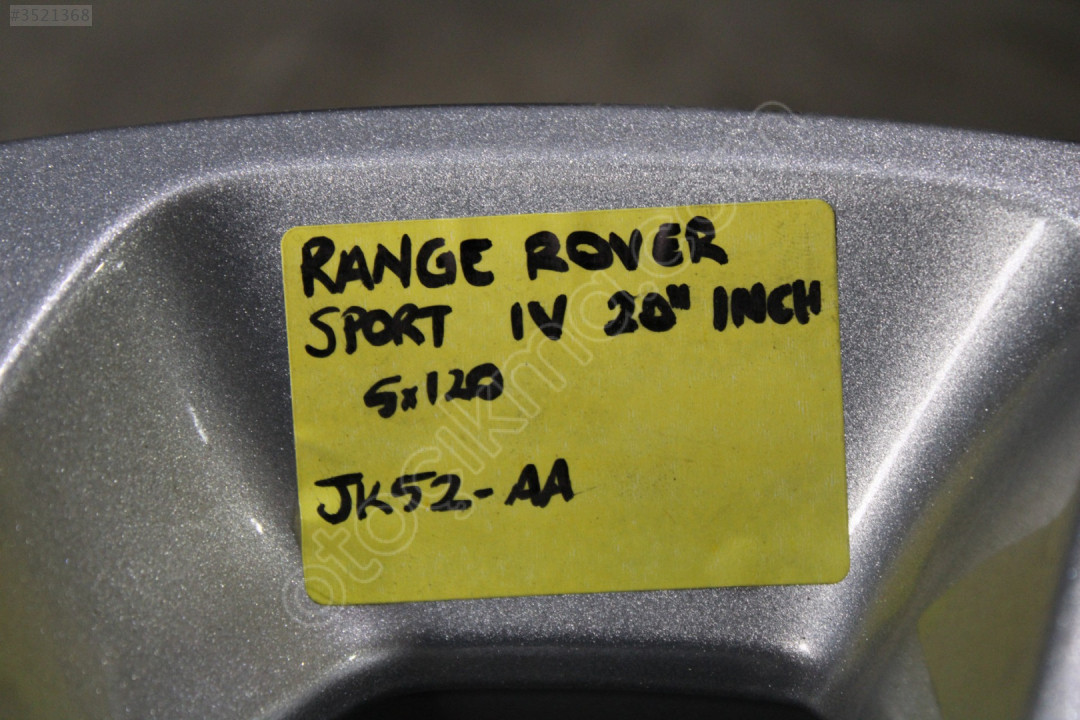 #3521368
RANGE ROVER
SPORT IV 20" INCH
5x120
JK52-AA